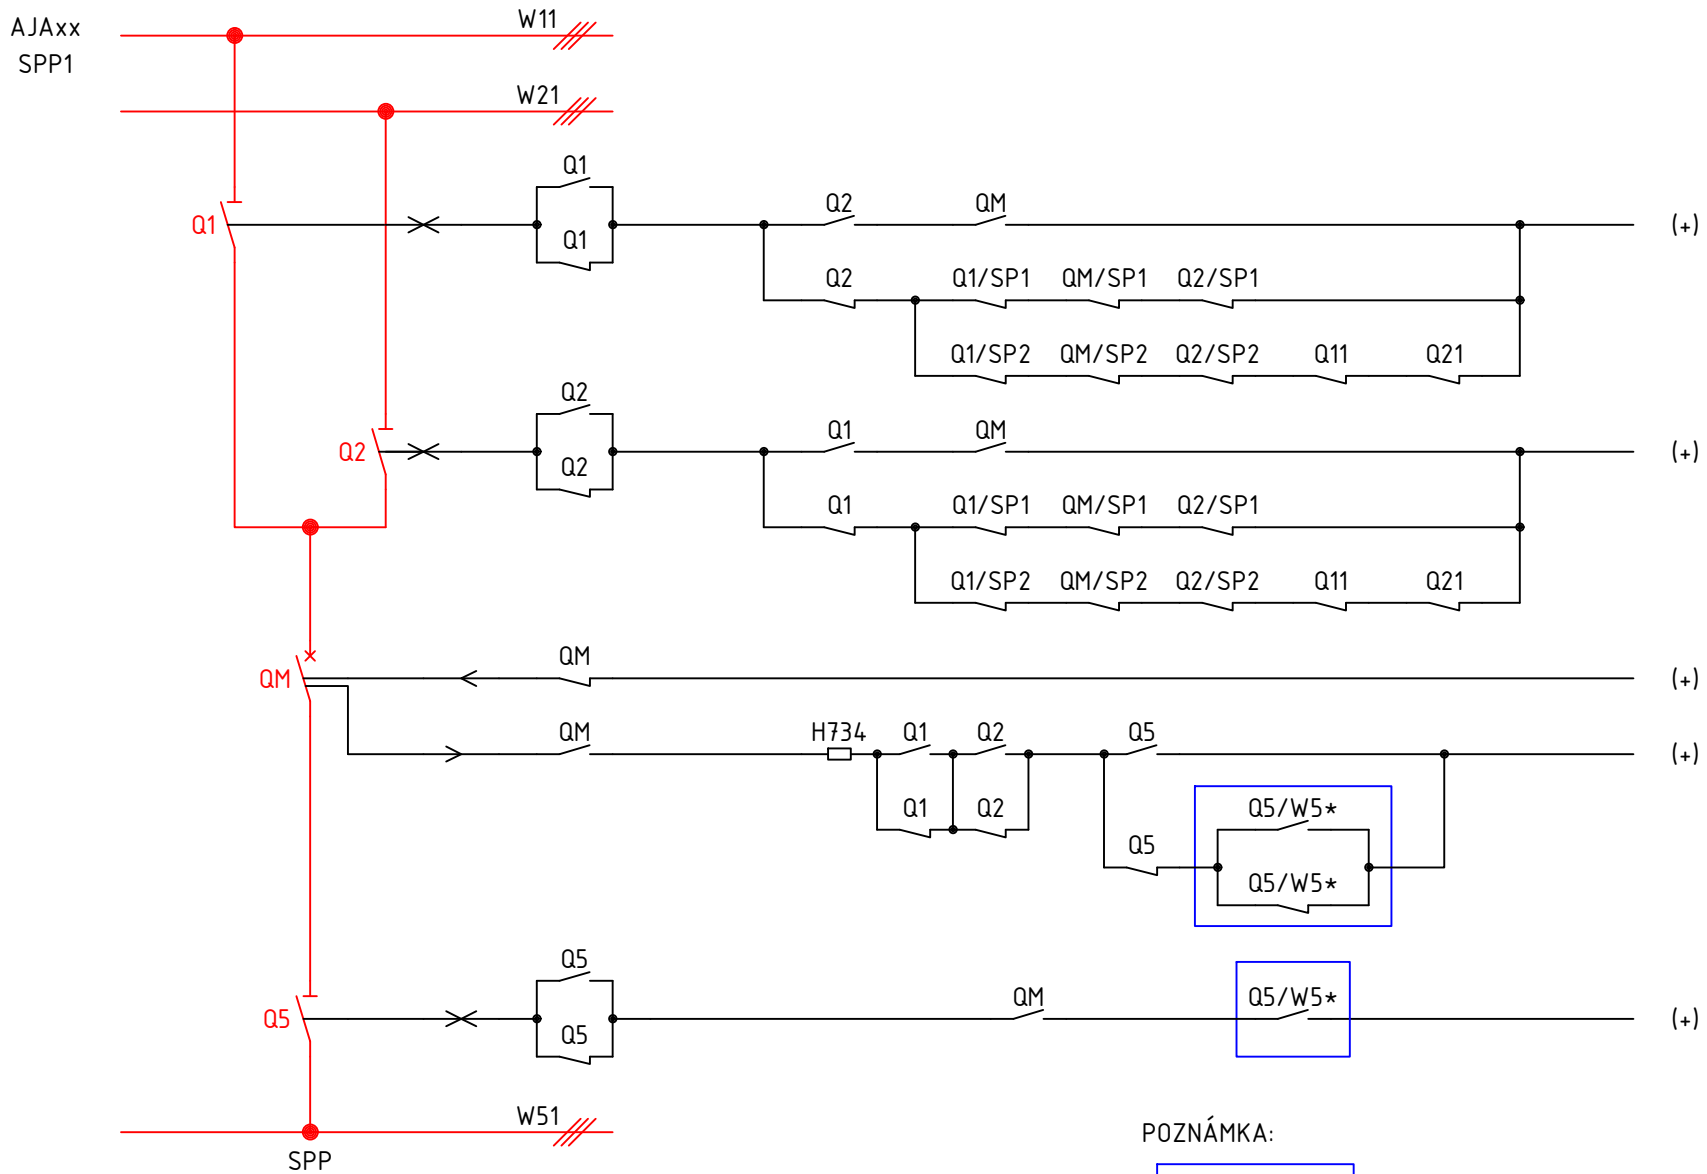 AJAxx
SPP1
W11
W21
Q1
Q1
Q1
Q2
QM
(+)
Q2
Q1/SP1
QM/SP1
Q2/SP1
Q1/SP2
QM/SP2
Q2/SP2
Q11
Q21
Q2
Q2
Q2
Q1
QM
(+)
Q1
Q1/SP1
QM/SP1
Q2/SP1
Q1/SP2
QM/SP2
Q2/SP2
Q11
Q21
QM
QM
(+)
QM
H734
Q1
Q2
Q5
(+)
Q1
Q2
Q5
Q5/W5*
Q5/W5*
Q5
Q5
Q5
QM
Q5/W5*
(+)
W51
SPP
POZNÁMKA: